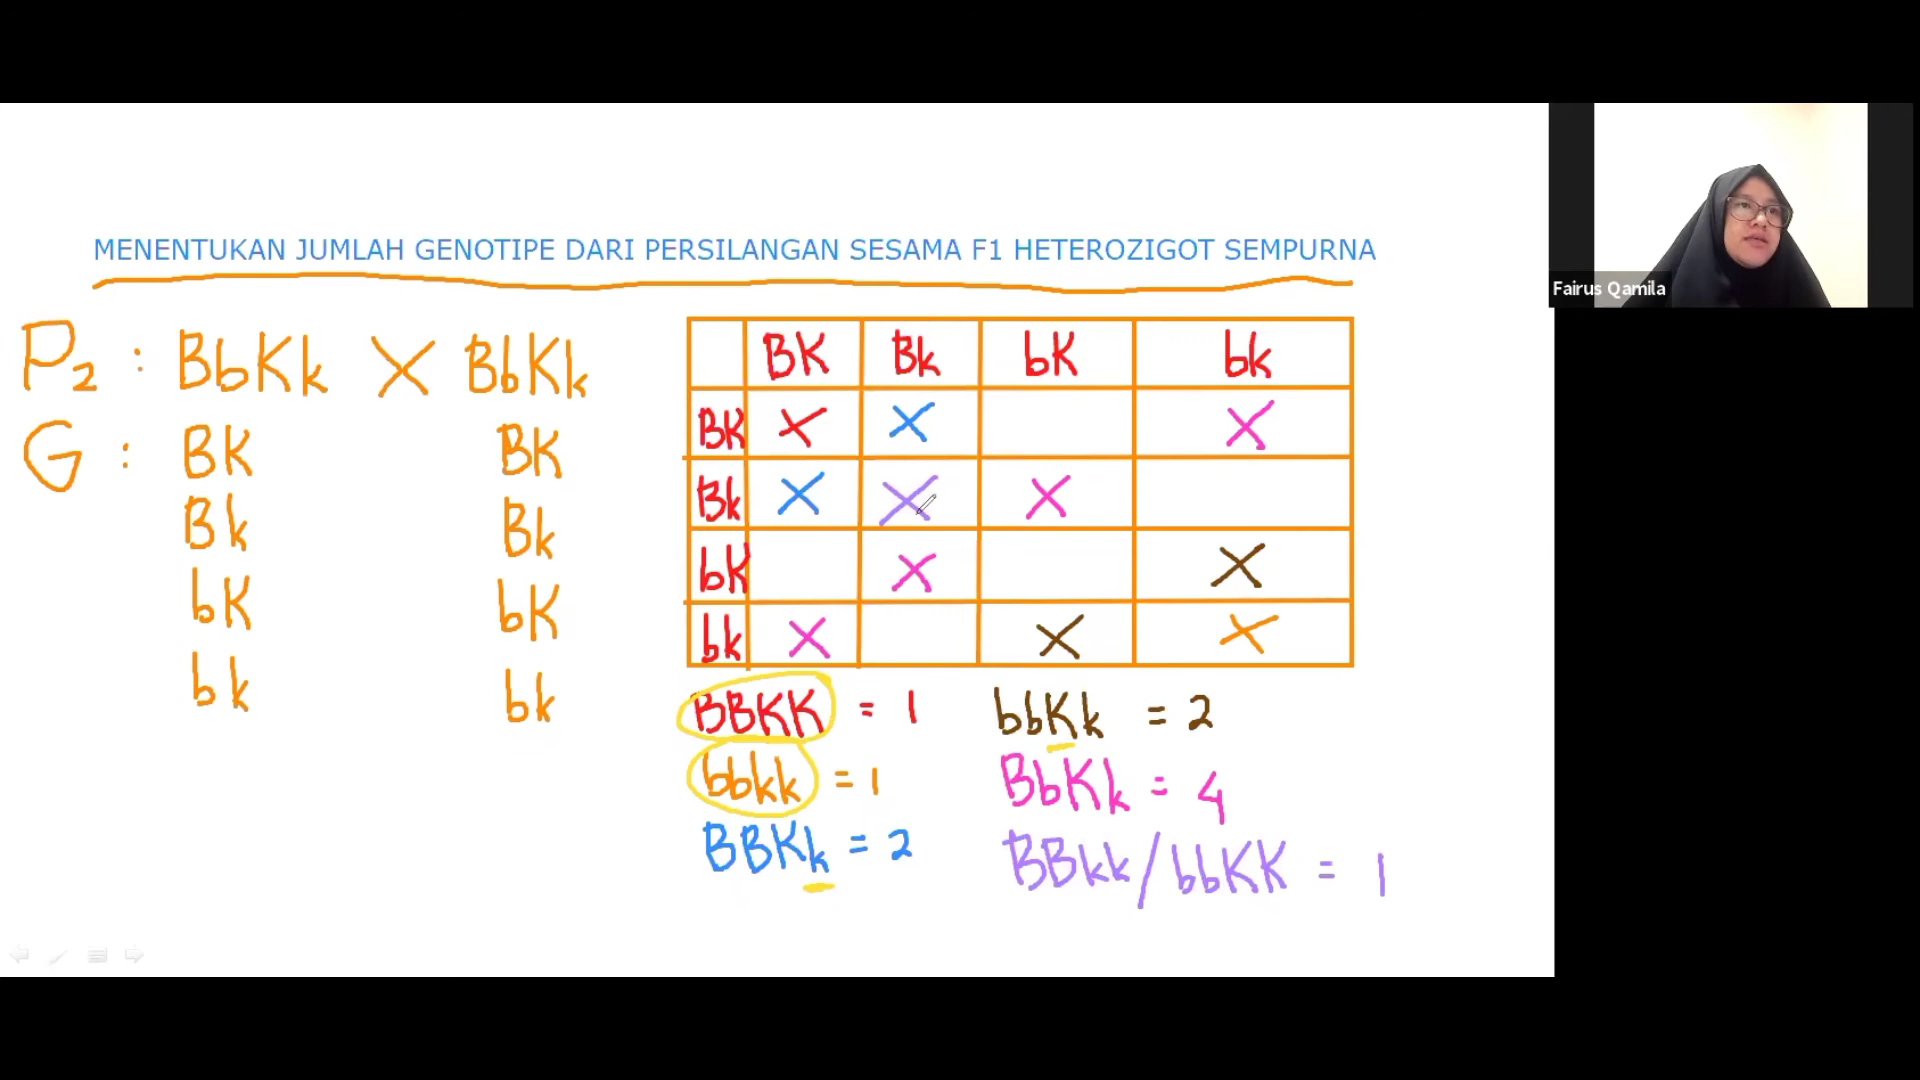 MENENTUKAN JUMLAH GENOTIPE DARI PERSILANGAN SESAMA F1 HETEROZIGOT SEMPURNA
Fairus Qamila
P2 : BbKk X BbKk
G : BK BK
Bk Bk
bK bK
bk bk
BK Bk bK bk
BK X X X
Bk X X X
bK X X
bk X X X
BBKK = 1 bbKk = 2
bbkk = 1 BbKk = 4
BBKk = 2 BBkk/bbKK = 1